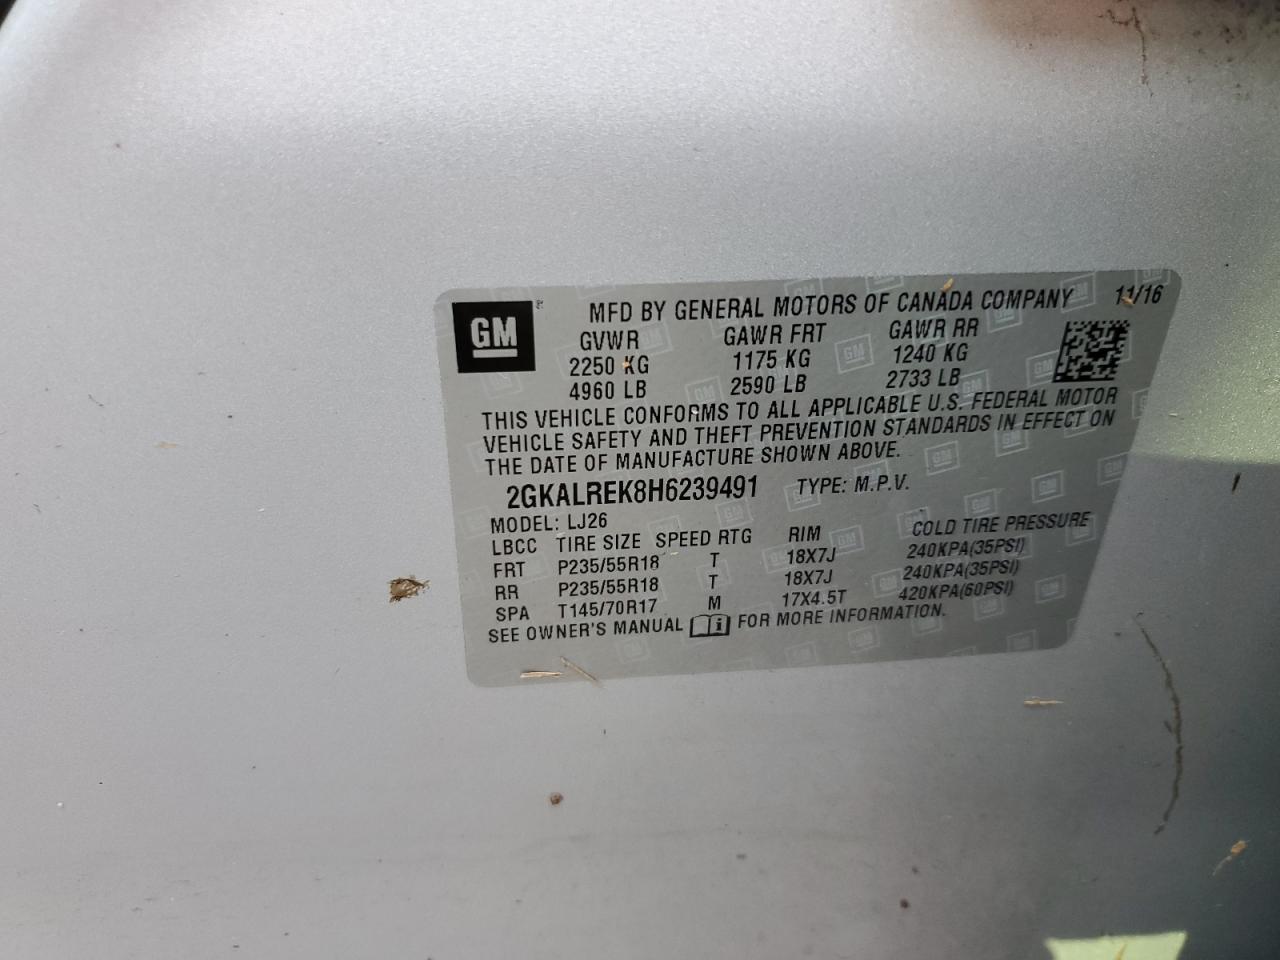 GM
MFD BY GENERAL MOTORS OF CANADA COMPANY 11/16
GVWR GAWR FRT GAWR RR
2250 KG 1175 KG 1240 KG
4960 LB 2590 LB 2733 LB
THIS VEHICLE CONFORMS TO ALL APPLICABLE U.S. FEDERAL MOTOR
VEHICLE SAFETY AND THEFT PREVENTION STANDARDS IN EFFECT ON
THE DATE OF MANUFACTURE SHOWN ABOVE.
2GKALREK8H6239491 TYPE: M.P.V.
MODEL: LJ26
LBCC TIRE SIZE SPEED RTG RIM COLD TIRE PRESSURE
FRT P235/55R18 T 18X7J 240KPA(35PSI)
RR P235/55R18 T 18X7J 240KPA(35PSI)
SPA T145/70R17 M 17X4.5T 420KPA(60PSI)
SEE OWNER'S MANUAL FOR MORE INFORMATION.